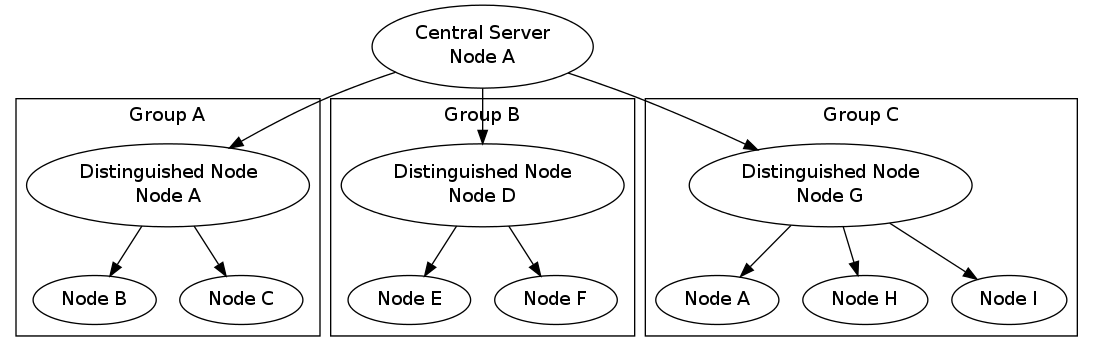 Central Server
Node A
Group A
Group B
Group C
Distinguished Node
Node A
Distinguished Node
Node D
Distinguished Node
Node G
Node B
Node C
Node E
Node F
Node A
Node H
Node I